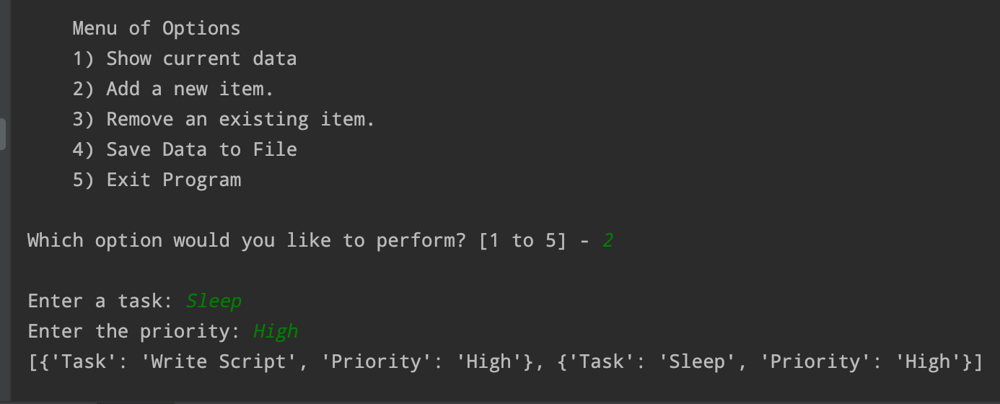 Menu of Options
1) Show current data
2) Add a new item.
3) Remove an existing item.
4) Save Data to File
5) Exit Program
Which option would you like to perform? [1 to 5] - 2
Enter a task: Sleep
Enter the priority: High
[{'Task': 'Write Script', 'Priority': 'High'}, {'Task': 'Sleep', 'Priority': 'High'}]